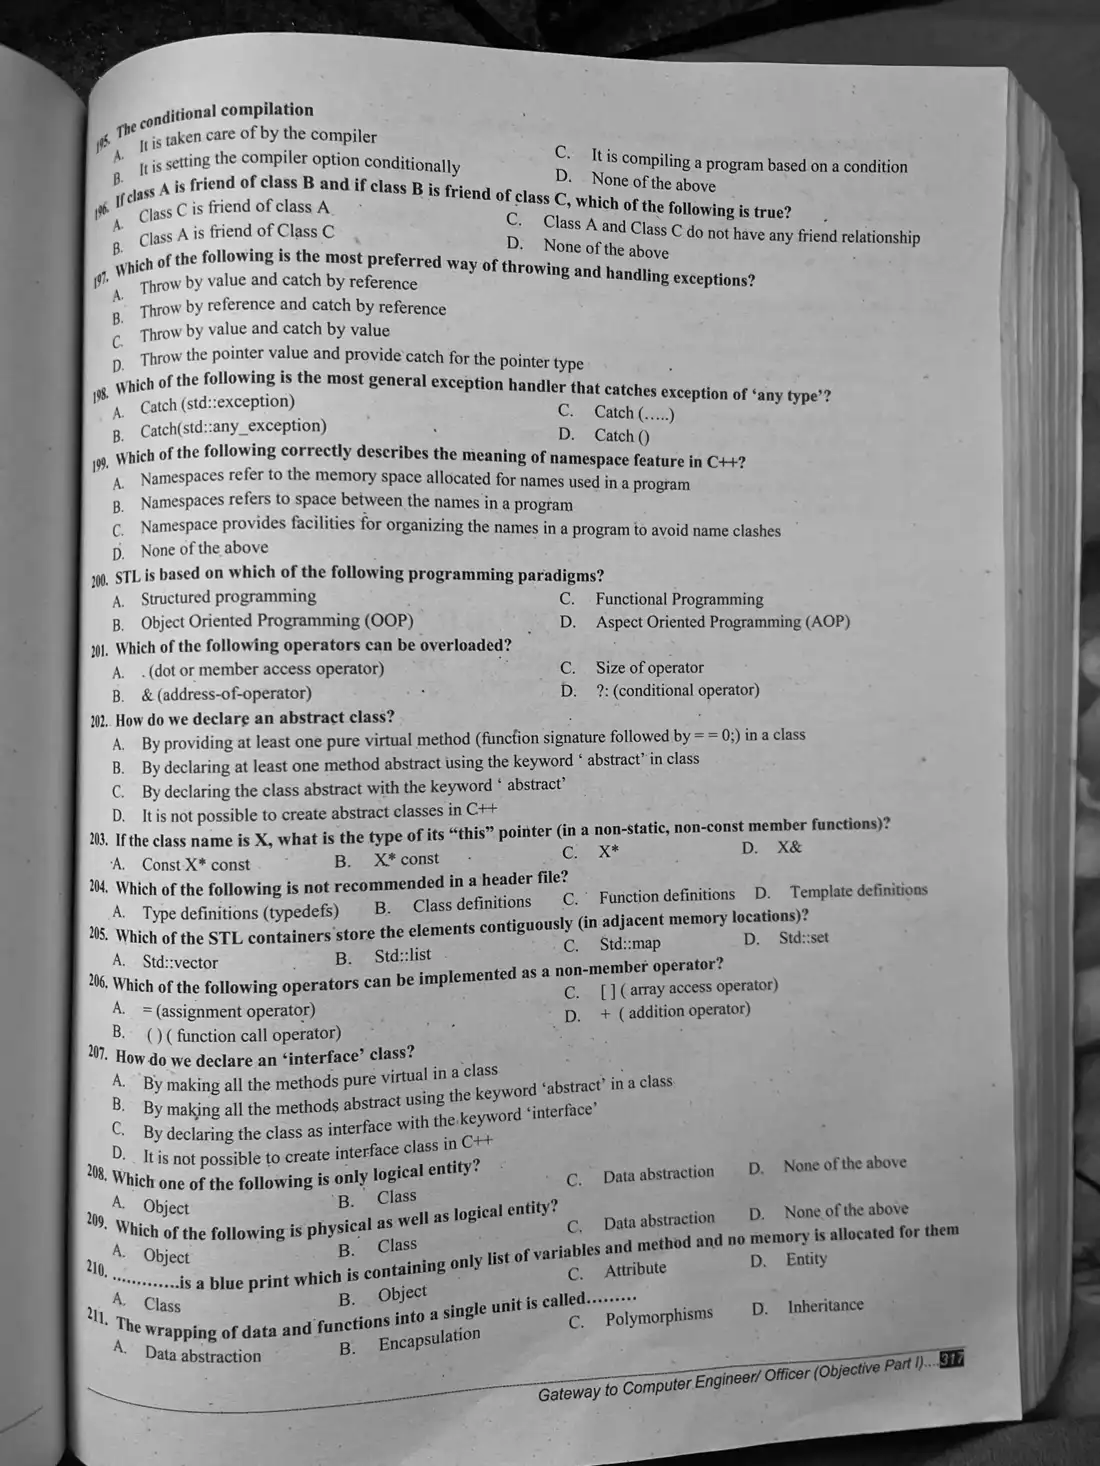 195. The conditional compilation
A. It is taken care of by the compiler
B. It is setting the compiler option conditionally
C. It is compiling a program based on a condition
D. None of the above
196. If class A is friend of class B and if class B is friend of class C, which of the following is true?
A. Class C is friend of class A
B. Class A is friend of Class C
C. Class A and Class C do not have any friend relationship
D. None of the above
197. Which of the following is the most preferred way of throwing and handling exceptions?
A. Throw by value and catch by reference
B. Throw by reference and catch by reference
C. Throw by value and catch by value
D. Throw the pointer value and provide catch for the pointer type
198. Which of the following is the most general exception handler that catches exception of ‘any type’?
A. Catch (std::exception)
B. Catch(std::any_exception)
C. Catch (…..)
D. Catch ()
199. Which of the following correctly describes the meaning of namespace feature in C++?
A. Namespaces refer to the memory space allocated for names used in a program
B. Namespaces refers to space between the names in a program
C. Namespace provides facilities for organizing the names in a program to avoid name clashes
D. None of the above
200. STL is based on which of the following programming paradigms?
A. Structured programming
B. Object Oriented Programming (OOP)
C. Functional Programming
D. Aspect Oriented Programming (AOP)
201. Which of the following operators can be overloaded?
A. . (dot or member access operator)
B. & (address-of-operator)
C. Size of operator
D. ?: (conditional operator)
202. How do we declare an abstract class?
A. By providing at least one pure virtual method (function signature followed by = = 0;) in a class
B. By declaring at least one method abstract using the keyword ‘ abstract’ in class
C. By declaring the class abstract with the keyword ‘ abstract’
D. It is not possible to create abstract classes in C++
203. If the class name is X, what is the type of its “this” pointer (in a non-static, non-const member functions)?
A. Const X* const B. X* const C. X* D. X&
204. Which of the following is not recommended in a header file?
A. Type definitions (typedefs) B. Class definitions C. Function definitions D. Template definitions
205. Which of the STL containers store the elements contiguously (in adjacent memory locations)?
A. Std::vector B. Std::list C. Std::map D. Std::set
206. Which of the following operators can be implemented as a non-member operator?
A. = (assignment operator)
B. ( ) ( function call operator)
C. [ ] ( array access operator)
D. + ( addition operator)
207. How do we declare an ‘interface’ class?
A. By making all the methods pure virtual in a class
B. By making all the methods abstract using the keyword ‘abstract’ in a class
C. By declaring the class as interface with the keyword ‘interface’
D. It is not possible to create interface class in C++
208. Which one of the following is only logical entity?
A. Object B. Class C. Data abstraction D. None of the above
209. Which of the following is physical as well as logical entity?
A. Object B. Class C. Data abstraction D. None of the above
210. .............is a blue print which is containing only list of variables and method and no memory is allocated for them
A. Class B. Object C. Attribute D. Entity
211. The wrapping of data and functions into a single unit is called.........
A. Data abstraction B. Encapsulation C. Polymorphisms D. Inheritance
Gateway to Computer Engineer/ Officer (Objective Part I)....317